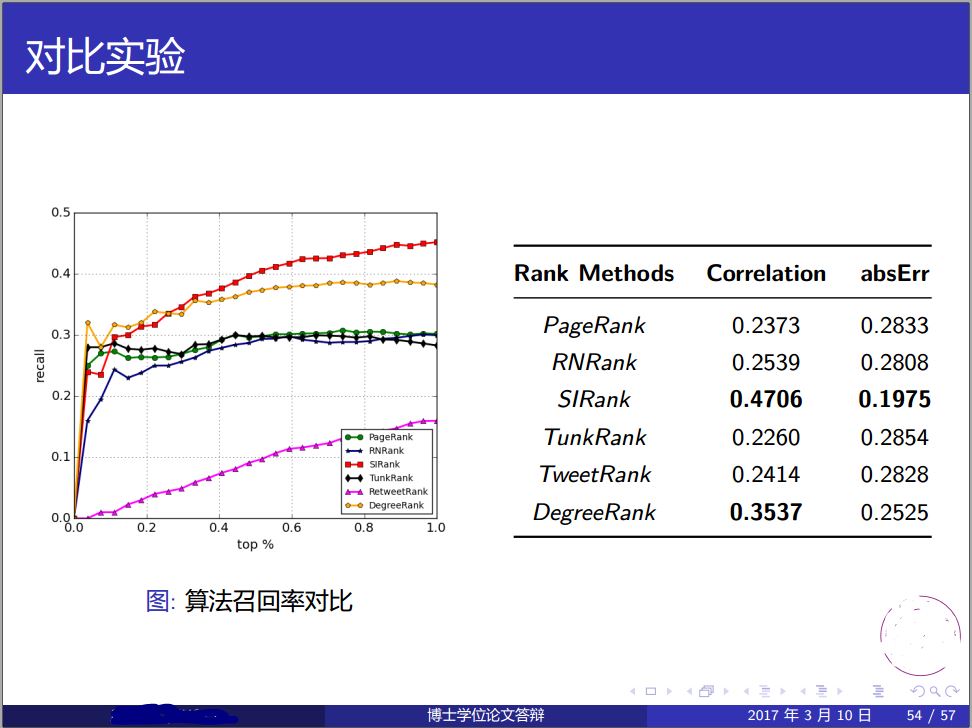 对比实验
0.5
0.4
0.3
0.2
0.1
0.0
recall
0.0 0.2 0.4 0.6 0.8 1.0
top %
PageRank
RNRank
SIRank
TunkRank
RetweetRank
DegreeRank
图: 算法召回率对比
Rank Methods Correlation absErr
PageRank 0.2373 0.2833
RNRank 0.2539 0.2808
SIRank 0.4706 0.1975
TunkRank 0.2260 0.2854
TweetRank 0.2414 0.2828
DegreeRank 0.3537 0.2525
博士学位论文答辩 2017 年 3 月 10 日 54 / 57